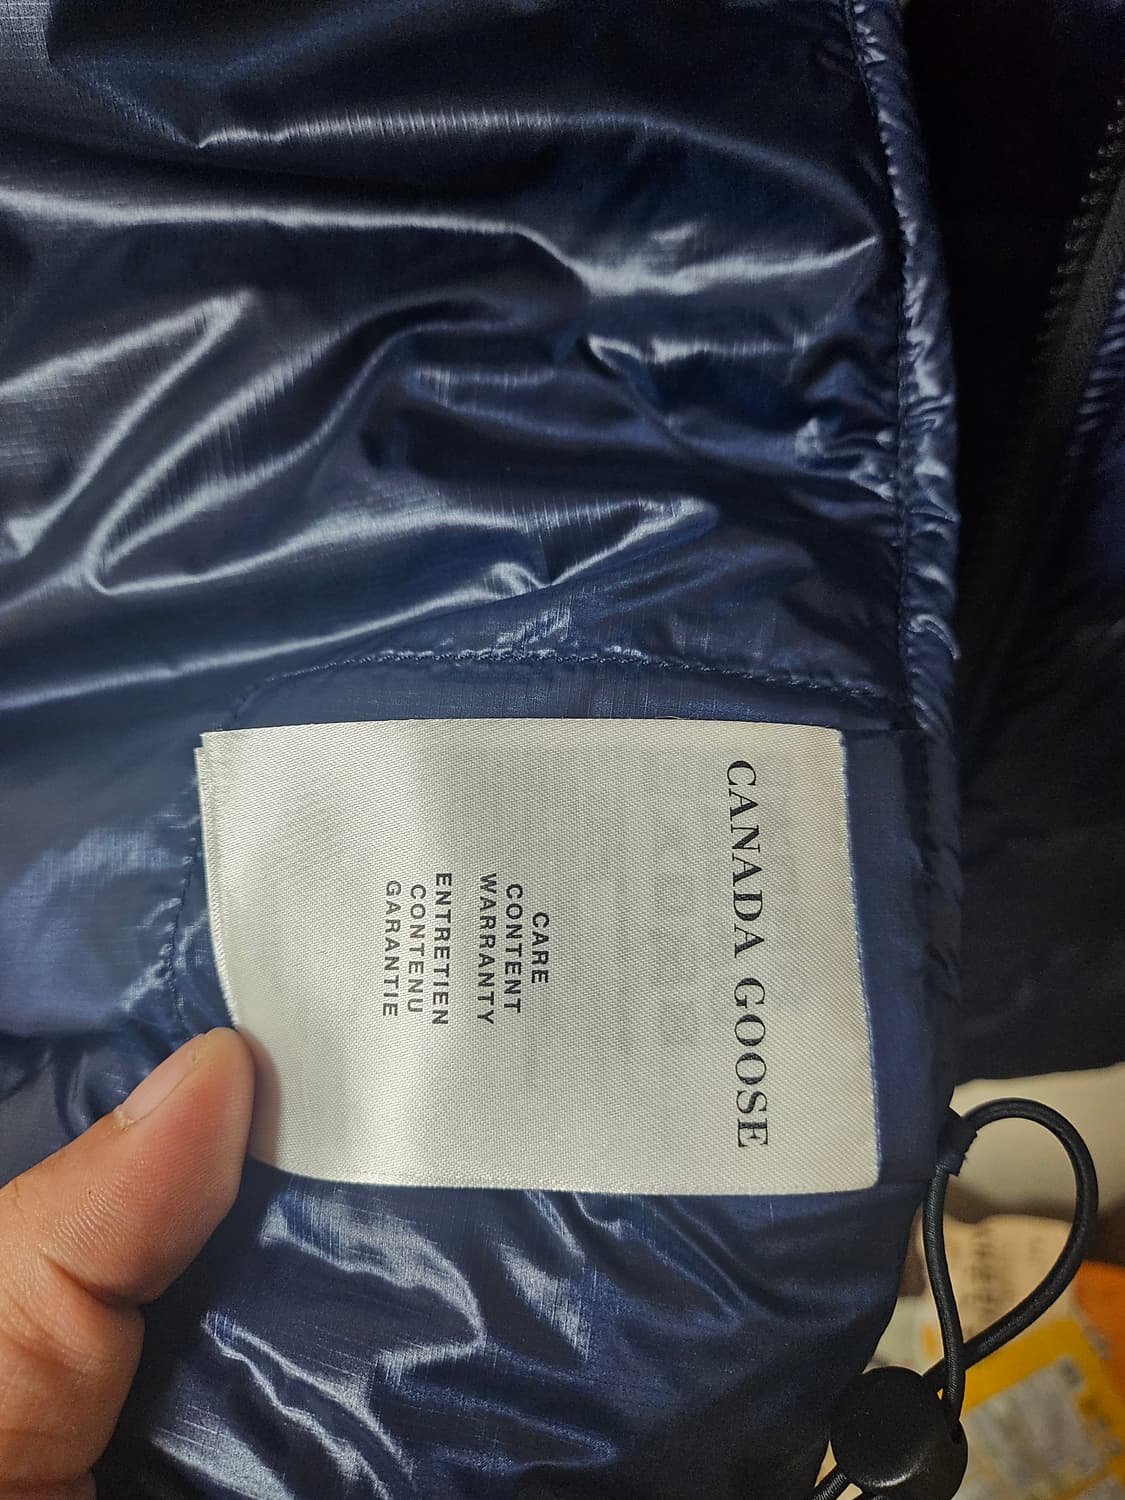 CANADA GOOSE
CARE
CONTENT
WARRANTY
ENTRETIEN
CONTENU
GARANTIE